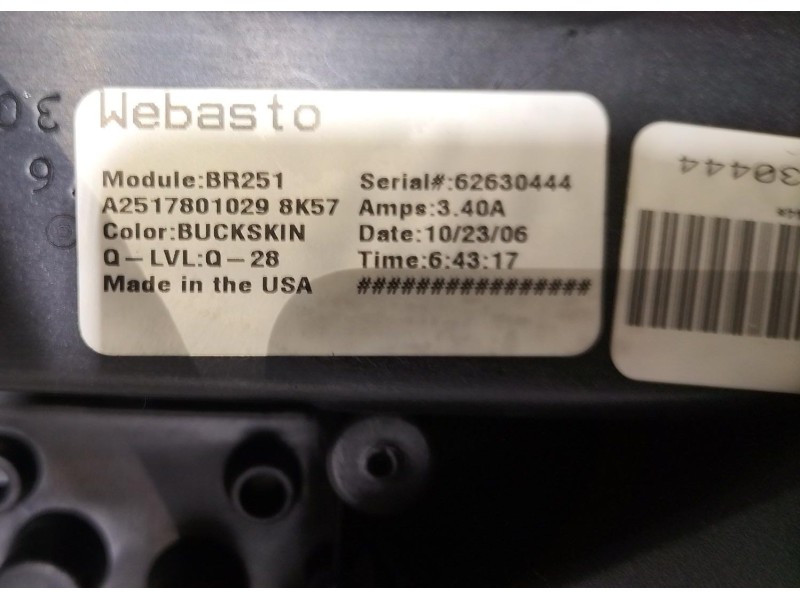 Webasto
Module:BR251
A2517801029 8K57
Color:BUCKSKIN
Q-LVL:Q-28
Made in the USA
Serial#:62630444
Amps:3.40A
Date:10/23/06
Time:6:43:17
################
30444